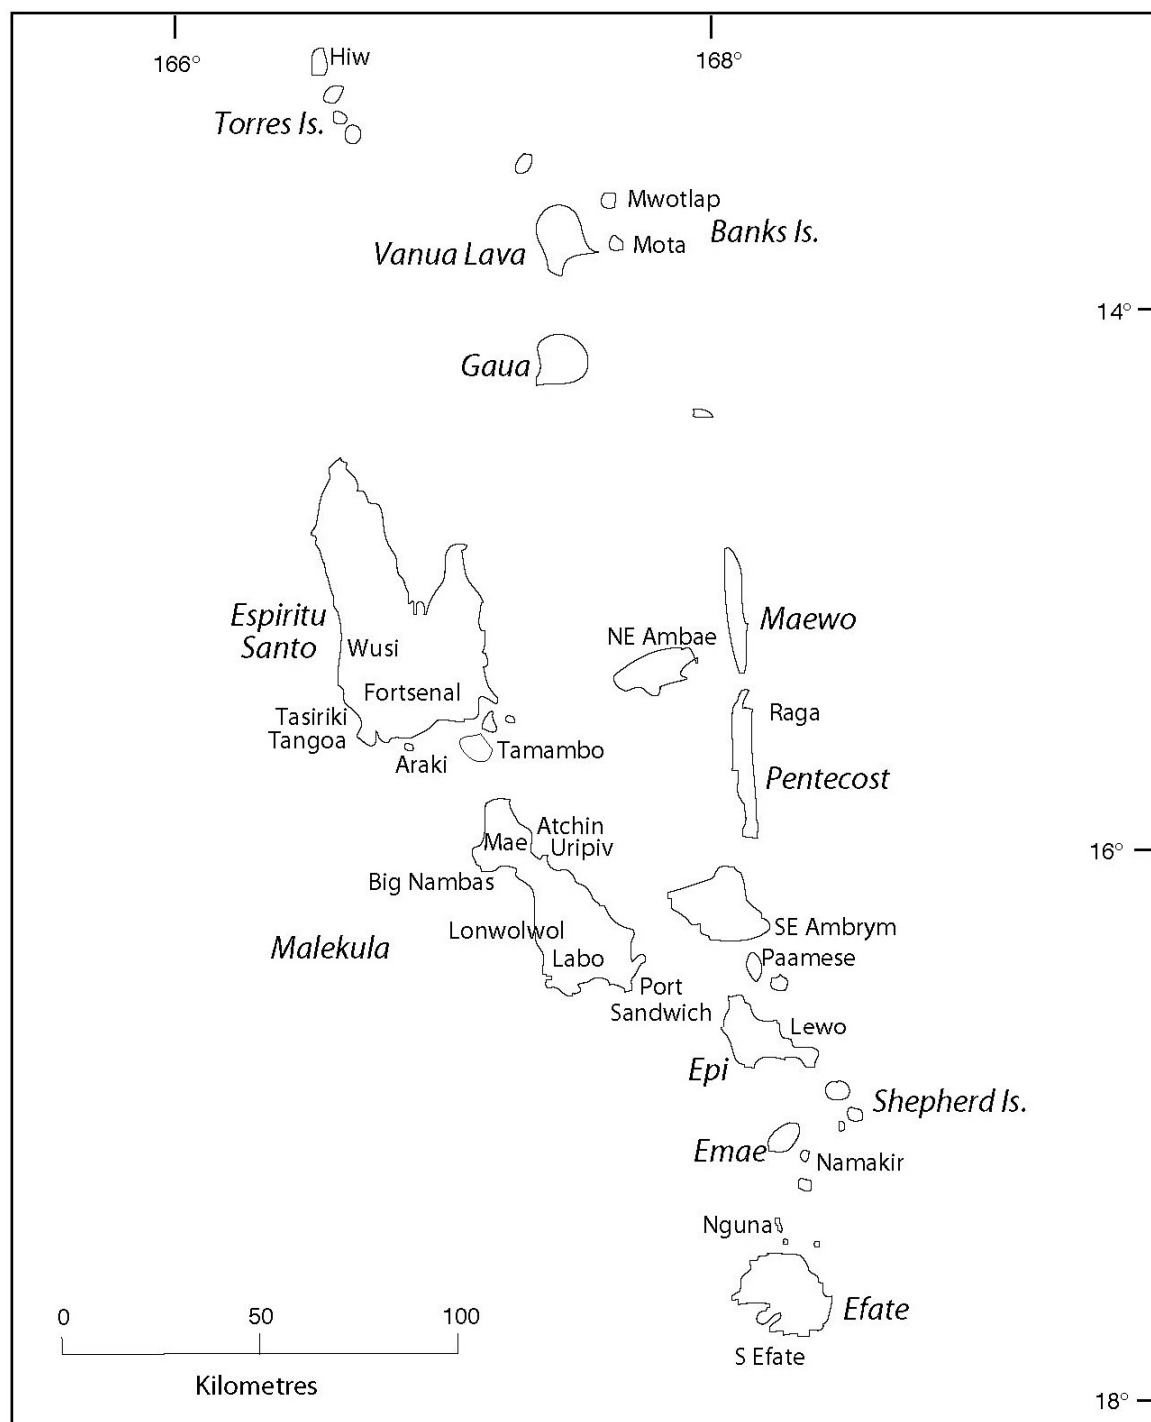 166°
168°
Hiw
Torres Is.
Mwotlap
Banks Is.
Vanua Lava
Mota
14°
Gaua
Espiritu
Santo
Wusi
NE Ambae
Maewo
Fortsenal
Tasiriki
Raga
Tangoa
Tamambo
Araki
Pentecost
Atchin
Mae
Uripiv
16°
Big Nambas
Lonwolwol
SE Ambrym
Malekula
Labo
Paamese
Port
Sandwich
Lewo
Epi
Shepherd Is.
Emae
Namakir
Nguna
Efate
0 50 100
S Efate
Kilometres
18°